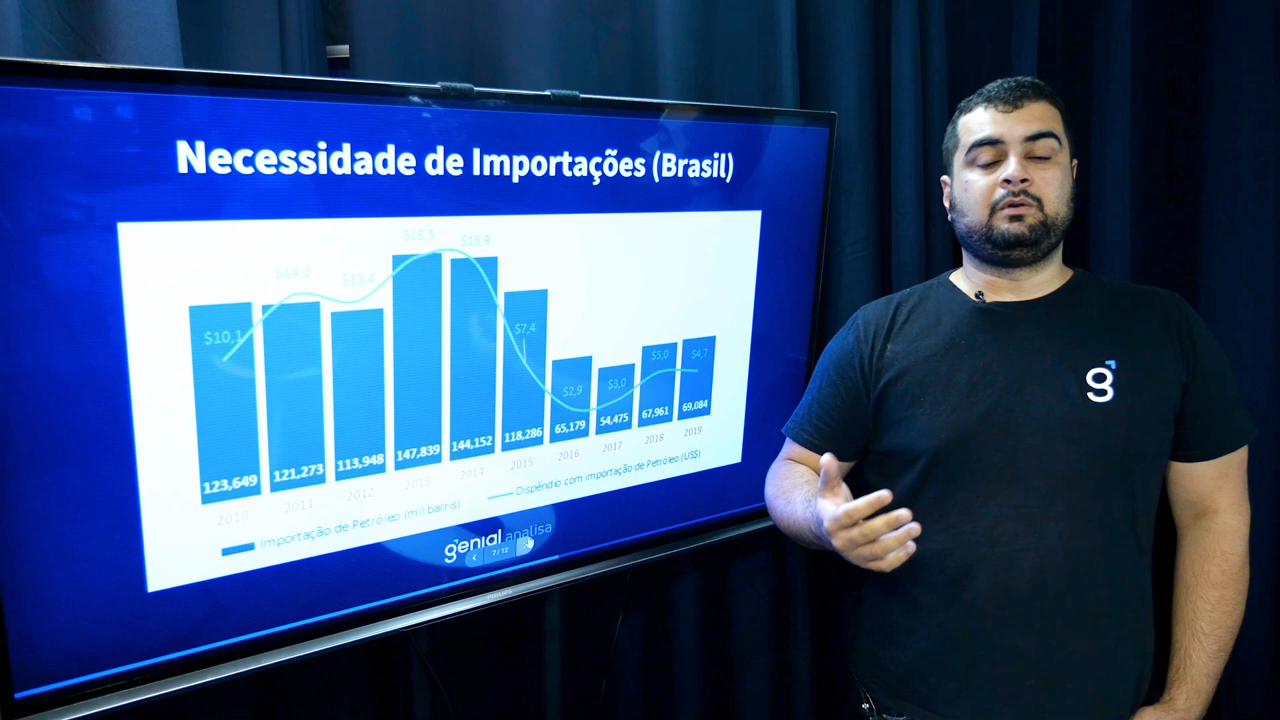 Necessidade de Importações (Brasil)
$10,1 $14,2 $13,4 $16,5 $15,9 $7,4 $2,9 $3,0 $5,0 $4,7
123,649 121,273 113,948 147,839 144,152 118,286 65,179 54,475 67,961 69,084
2010 2011 2012 2013 2014 2015 2016 2017 2018 2019
Importação de Petróleo (mil barris) Dispêndio com importação de Petróleo (US$)
genial analisa
7/12
PHILIPS
g